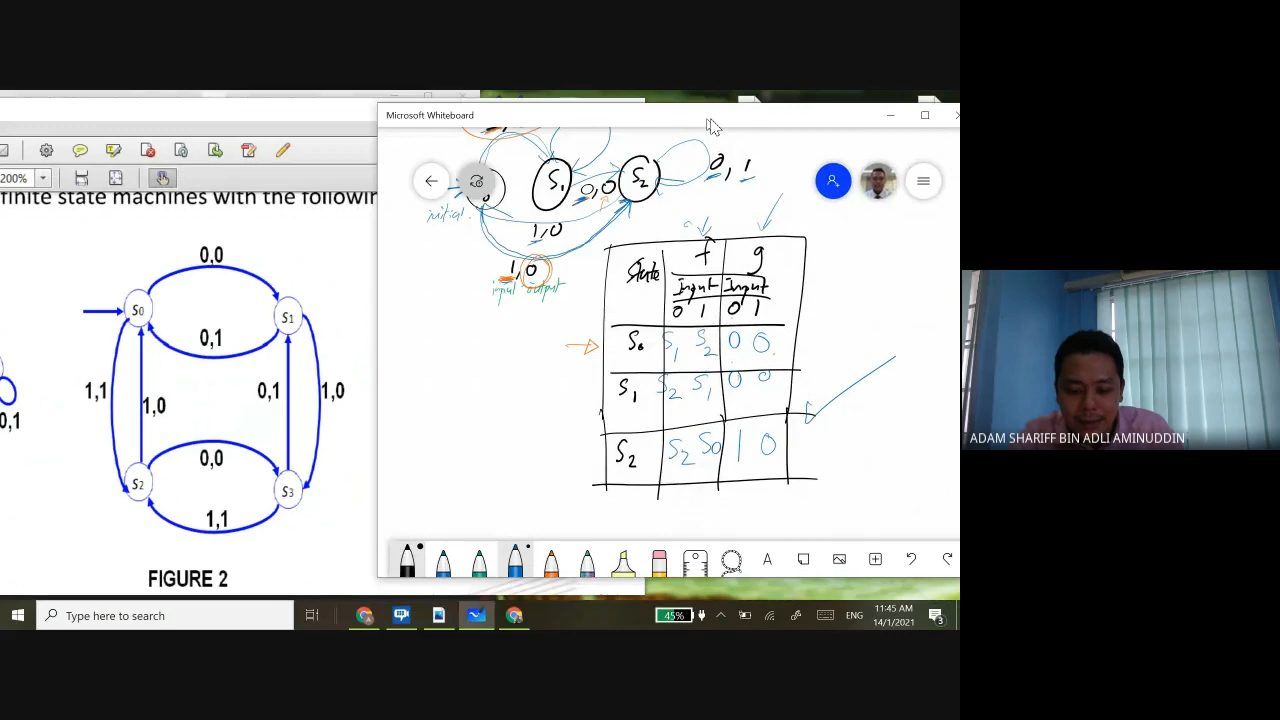 200%
finite state machines with the followin
0,0
S0
S1
0,1
1,1
1,0
0,1
1,0
0,1
0,0
S2
S3
1,1
FIGURE 2
Microsoft Whiteboard
S1
0,0
S2
0, 1
initial
1,0
1,0
input output
State
f
g
Input
Input
0 1
0 1
S0 S1 S2 0 0
S1 S2 S1 0 0
S2 S2 S0 1 0
A
ADAM SHARIFF BIN ADLI AMINUDDIN
Type here to search
45%
ENG
11:45 AM
14/1/2021
3